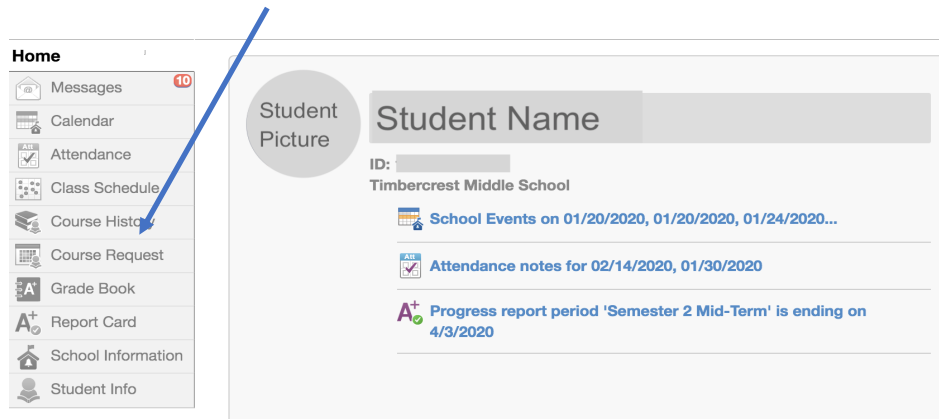 Home
Messages 10
Calendar
Att
Attendance
Class Schedule
Course History
Course Request
A+ Grade Book
A+ Report Card
School Information
Student Info
Student
Picture
Student Name
ID:
Timbercrest Middle School
School Events on 01/20/2020, 01/20/2020, 01/24/2020...
Att
Attendance notes for 02/14/2020, 01/30/2020
A+ Progress report period 'Semester 2 Mid-Term' is ending on
4/3/2020